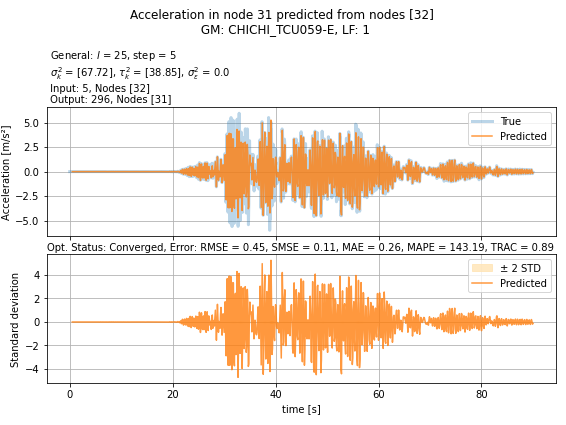 Acceleration in node 31 predicted from nodes [32]
GM: CHICHI_TCU059-E, LF: 1
General: l = 25, step = 5
σ²ₖ = [67.72], τ²ₖ = [38.85], σ²ε = 0.0
Input: 5, Nodes [32]
Output: 296, Nodes [31]
Acceleration [m/s²]
5.0
2.5
0.0
−2.5
−5.0
True
Predicted
Opt. Status: Converged, Error: RMSE = 0.45, SMSE = 0.11, MAE = 0.26, MAPE = 143.19, TRAC = 0.89
Standard deviation
4
2
0
−2
−4
± 2 STD
Predicted
0
20
40
60
80
time [s]